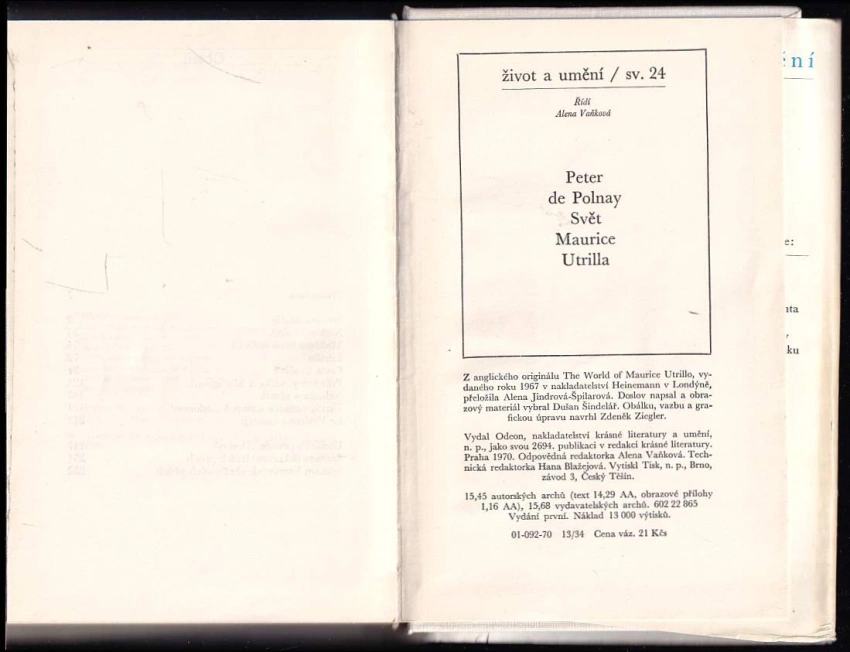 život a umění / sv. 24
Řídí
Alena Vaňková
Peter
de Polnay
Svět
Maurice
Utrilla
Z anglického originálu The World of Maurice Utrillo, vy-
daného roku 1967 v nakladatelství Heinemann v Londýně,
přeložila Alena Jindrová-Špilarová. Doslov napsal a obra-
zový materiál vybral Dušan Šindelář. Obálku, vazbu a gra-
fickou úpravu navrhl Zdeněk Ziegler.
Vydal Odeon, nakladatelství krásné literatury a umění,
n. p., jako svou 2694. publikaci v redakci krásné literatury.
Praha 1970. Odpovědná redaktorka Alena Vaňková. Tech-
nická redaktorka Hana Blažejová. Vytiskl Tisk, n. p., Brno,
závod 3, Český Těšín.
15,45 autorských archů (text 14,29 AA, obrazové přílohy
1,16 AA), 15,68 vydavatelských archů. 602 22 865
Vydání první. Náklad 13 000 výtisků.
01-092-70 13/34 Cena váz. 21 Kčs
ění
e:
ta
ku